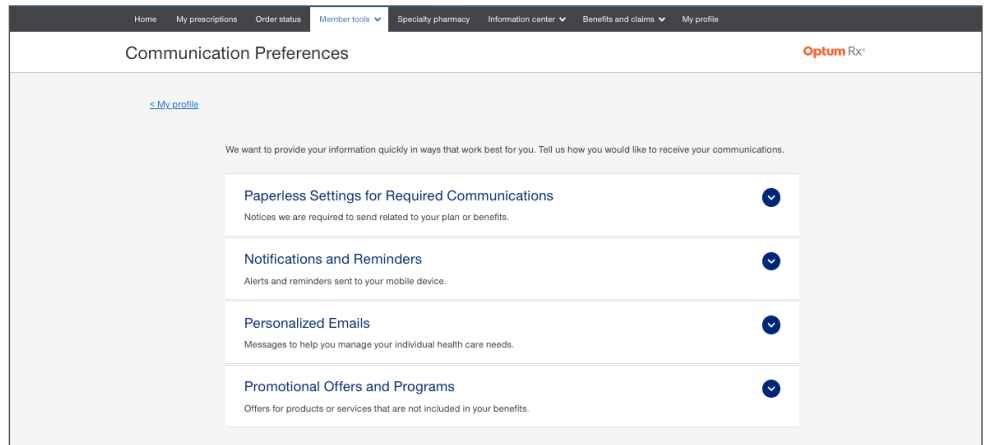 Home My prescriptions Order status Member tools Specialty pharmacy Information center Benefits and claims My profile
Communication Preferences
Optum Rx®
< My profile
We want to provide your information quickly in ways that work best for you. Tell us how you would like to receive your communications.
Paperless Settings for Required Communications
Notices we are required to send related to your plan or benefits.
Notifications and Reminders
Alerts and reminders sent to your mobile device.
Personalized Emails
Messages to help you manage your individual health care needs.
Promotional Offers and Programs
Offers for products or services that are not included in your benefits.